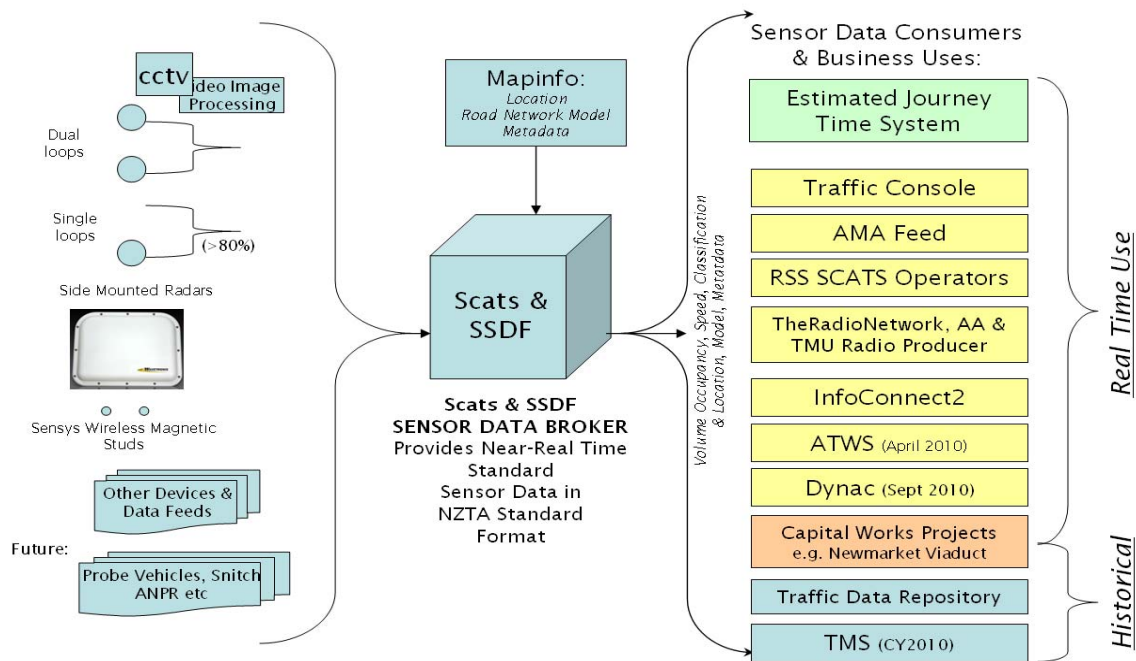 cctv
Video Image
Processing
Dual
loops
Single
loops
(>80%)
Side Mounted Radars
Sensys Wireless Magnetic
Studs
Other Devices &
Data Feeds
Future:
Probe Vehicles, Snitch
ANPR etc
Mapinfo:
Location
Road Network Model
Metadata
Scats &
SSDF
Scats & SSDF
SENSOR DATA BROKER
Provides Near-Real Time
Standard
Sensor Data in
NZTA Standard
Format
Volume Occupancy, Speed, Classification
& Location, Model, Metatdata
Sensor Data Consumers
& Business Uses:
Estimated Journey
Time System
Traffic Console
AMA Feed
RSS SCATS Operators
TheRadioNetwork, AA &
TMU Radio Producer
InfoConnect2
ATWS (April 2010)
Dynac (Sept 2010)
Capital Works Projects
e.g. Newmarket Viaduct
Traffic Data Repository
TMS (CY2010)
Real Time Use
Historical